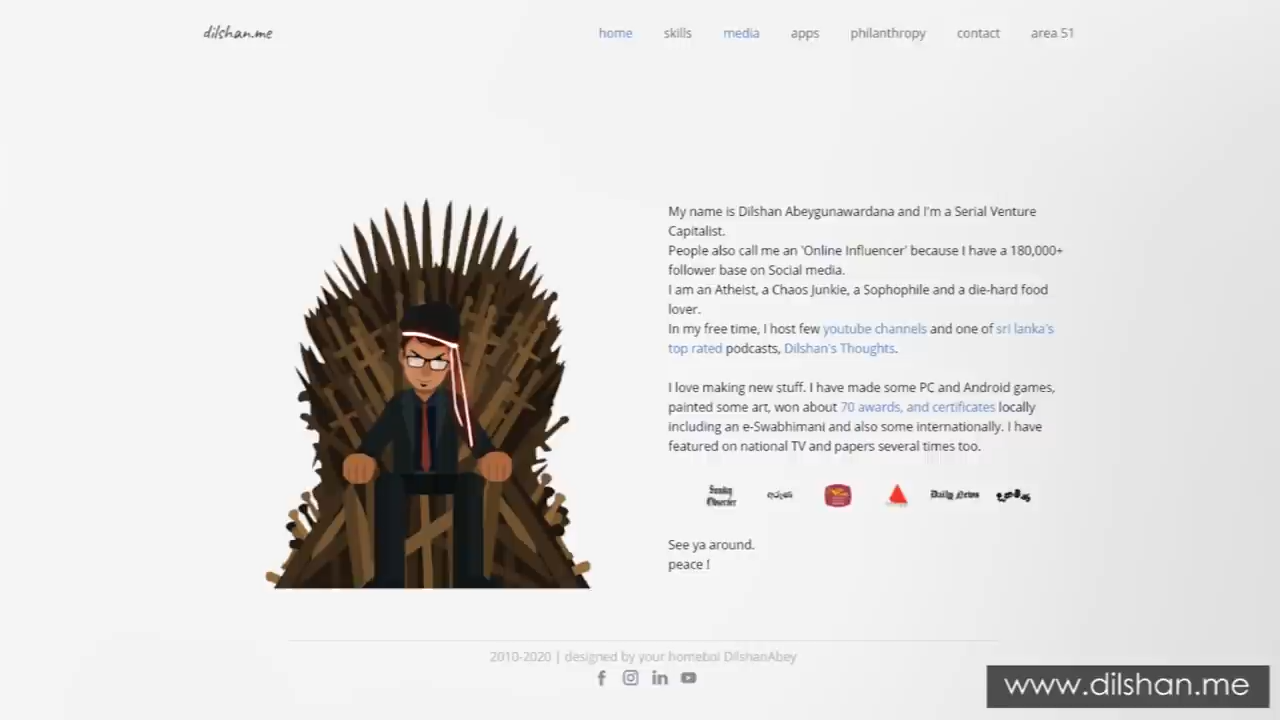 dilshan.me
home skills media apps philanthropy contact area 51
My name is Dilshan Abeygunawardana and I'm a Serial Venture
Capitalist.
People also call me an 'Online Influencer' because I have a 180,000+
follower base on Social media.
I am an Atheist, a Chaos Junkie, a Sophophile and a die-hard food
lover.
In my free time, I host few youtube channels and one of sri lanka's
top rated podcasts, Dilshan's Thoughts.
I love making new stuff. I have made some PC and Android games,
painted some art, won about 70 awards, and certificates locally
including an e-Swabhimani and also some internationally. I have
featured on national TV and papers several times too.
Sunday
Observer
Daily News
See ya around.
peace !
2010-2020 | designed by your homeboi DilshanAbey
www.dilshan.me